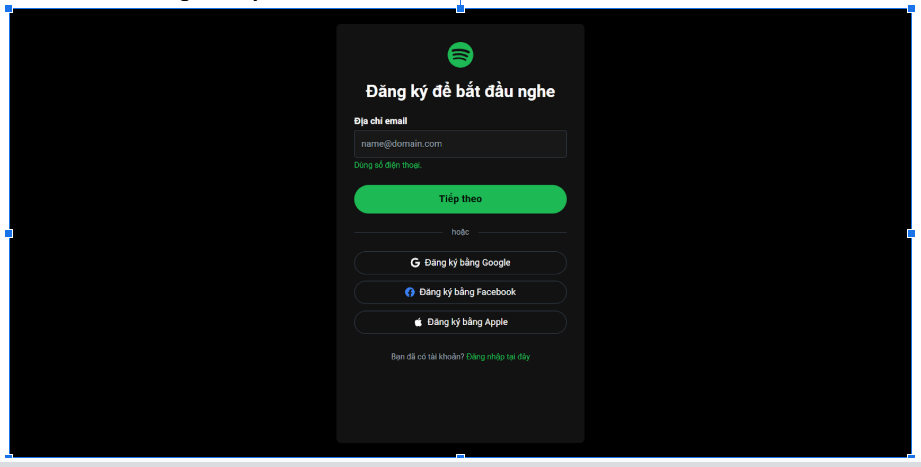 Đăng ký để bắt đầu nghe
Địa chỉ email
name@domain.com
Dùng số điện thoại.
Tiếp theo
hoặc
Đăng ký bằng Google
Đăng ký bằng Facebook
Đăng ký bằng Apple
Bạn đã có tài khoản? Đăng nhập tại đây